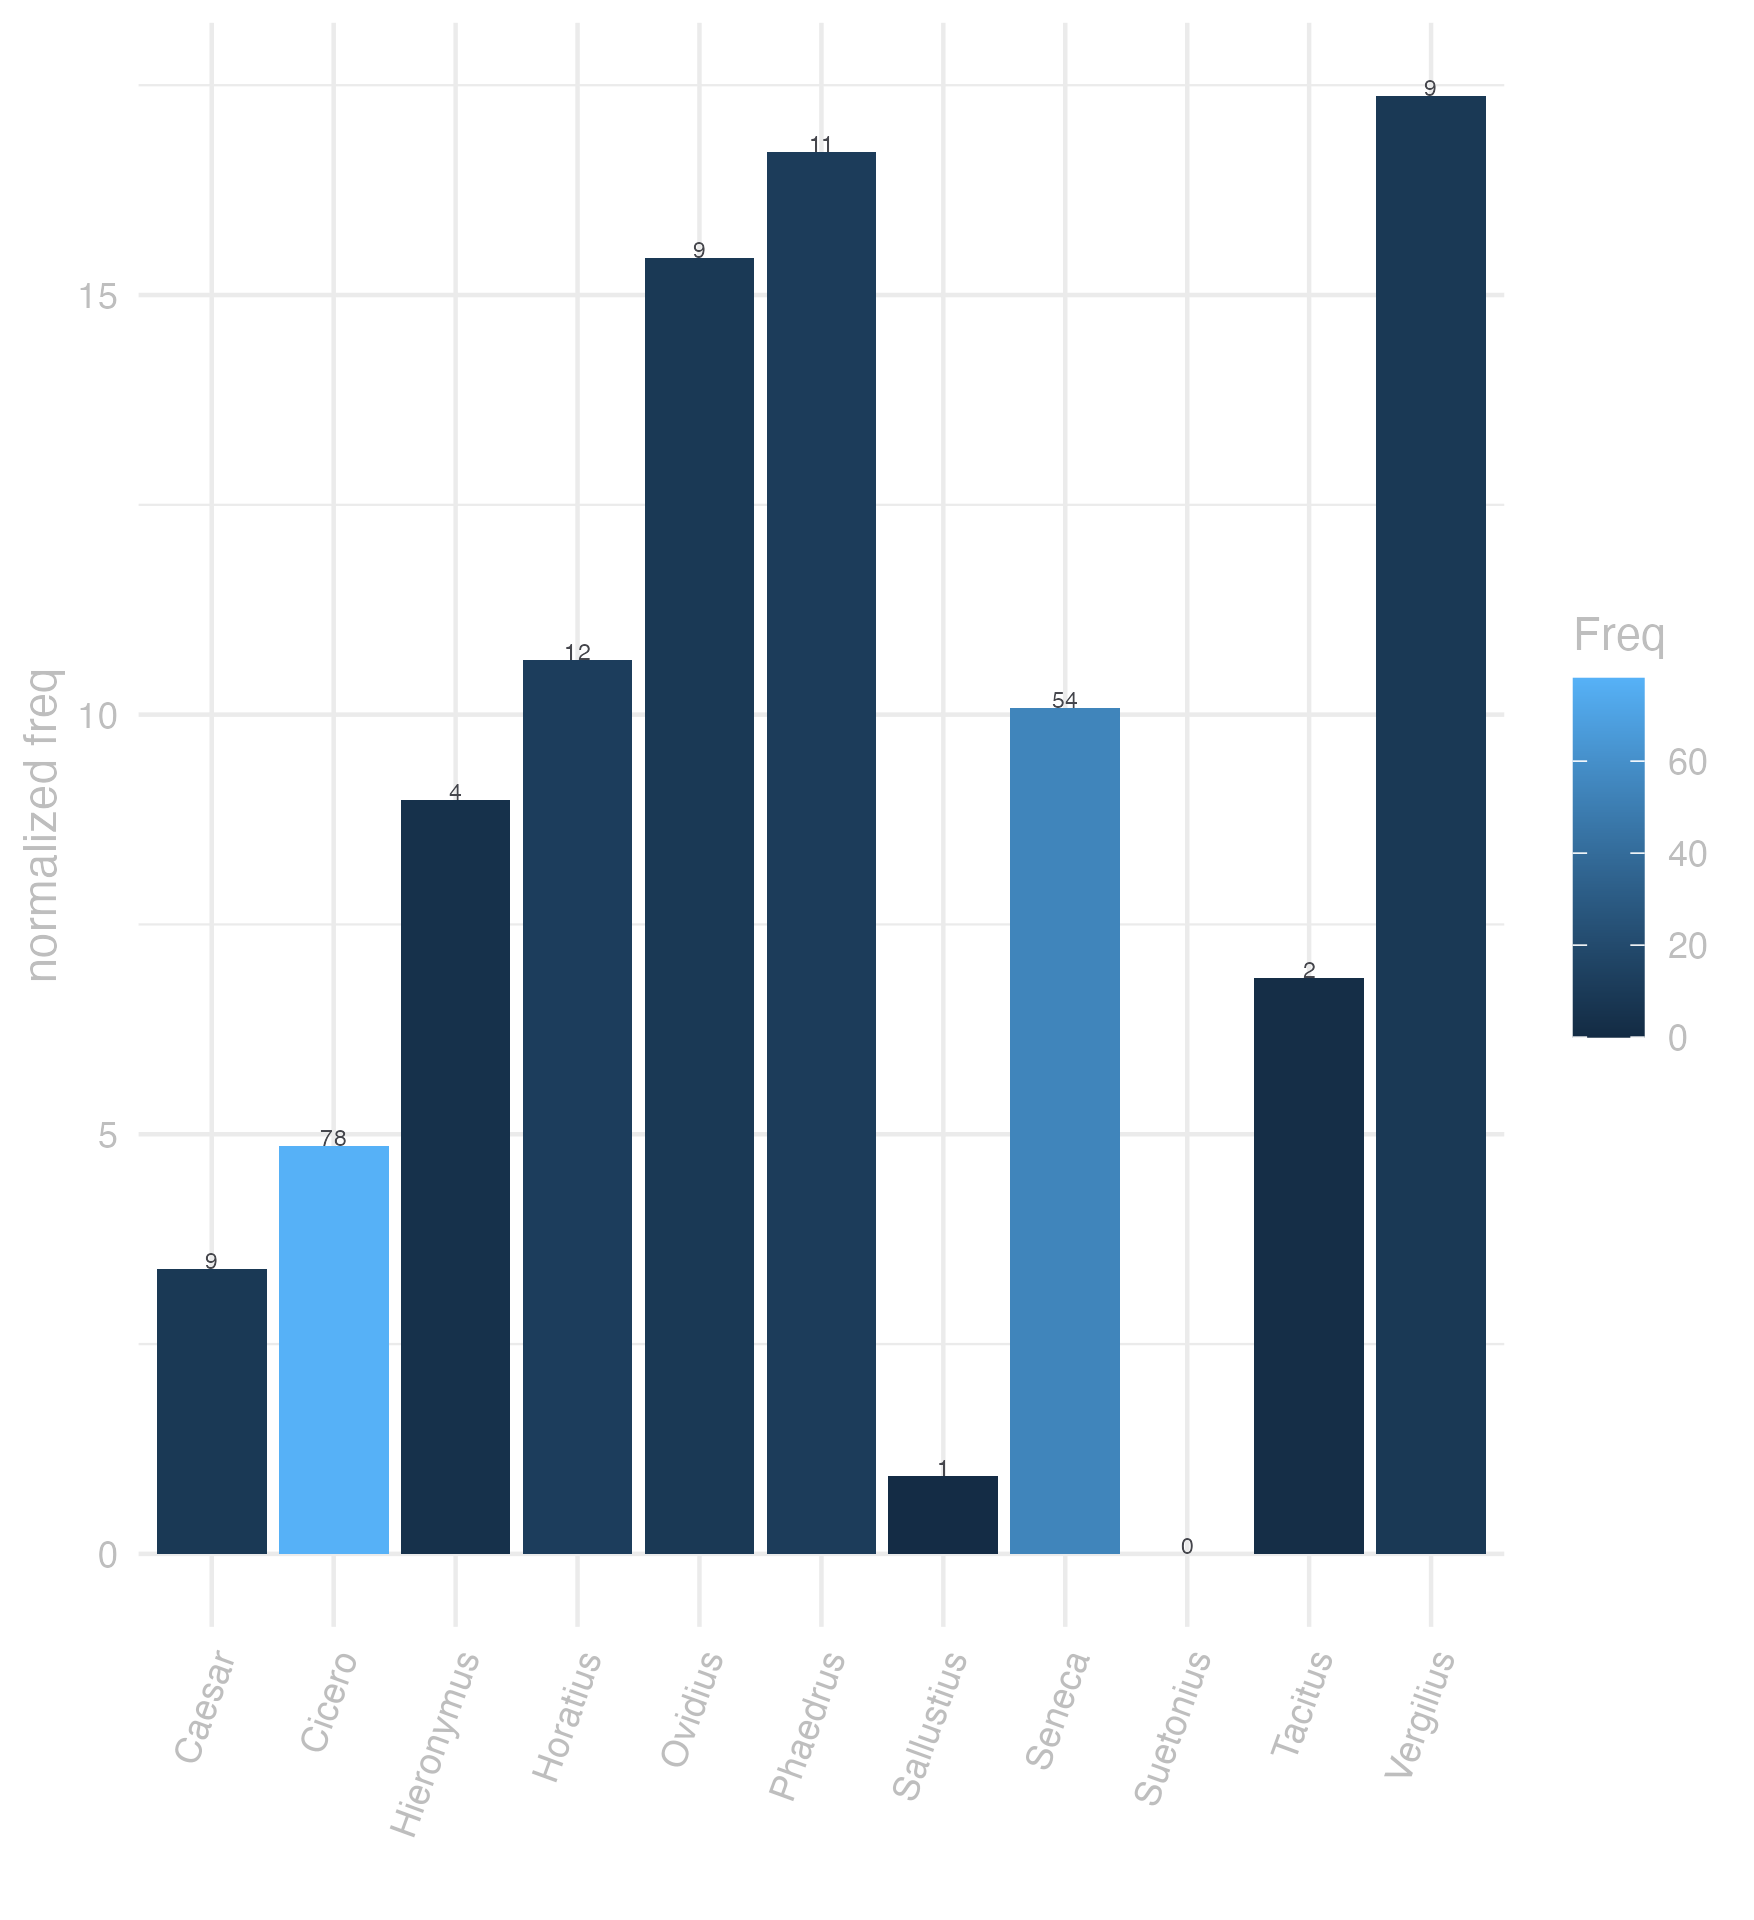 9
11
9
15
12
54
10
4
2
5
78
9
1
0
0
normalized freq
Caesar
Cicero
Hieronymus
Horatius
Ovidius
Phaedrus
Sallustius
Seneca
Suetonius
Tacitus
Vergilius
Freq
60
40
20
0